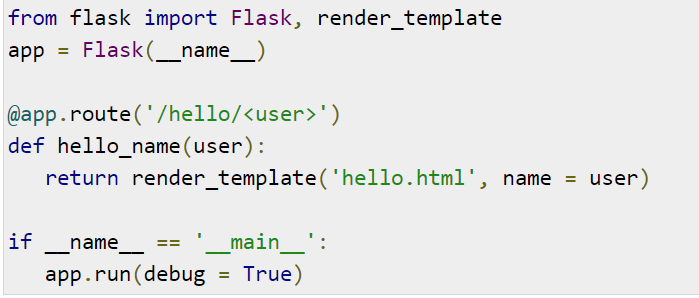 from flask import Flask, render_template
app = Flask(__name__)
@app.route('/hello/<user>')
def hello_name(user):
   return render_template('hello.html', name = user)
if __name__ == '__main__':
   app.run(debug = True)